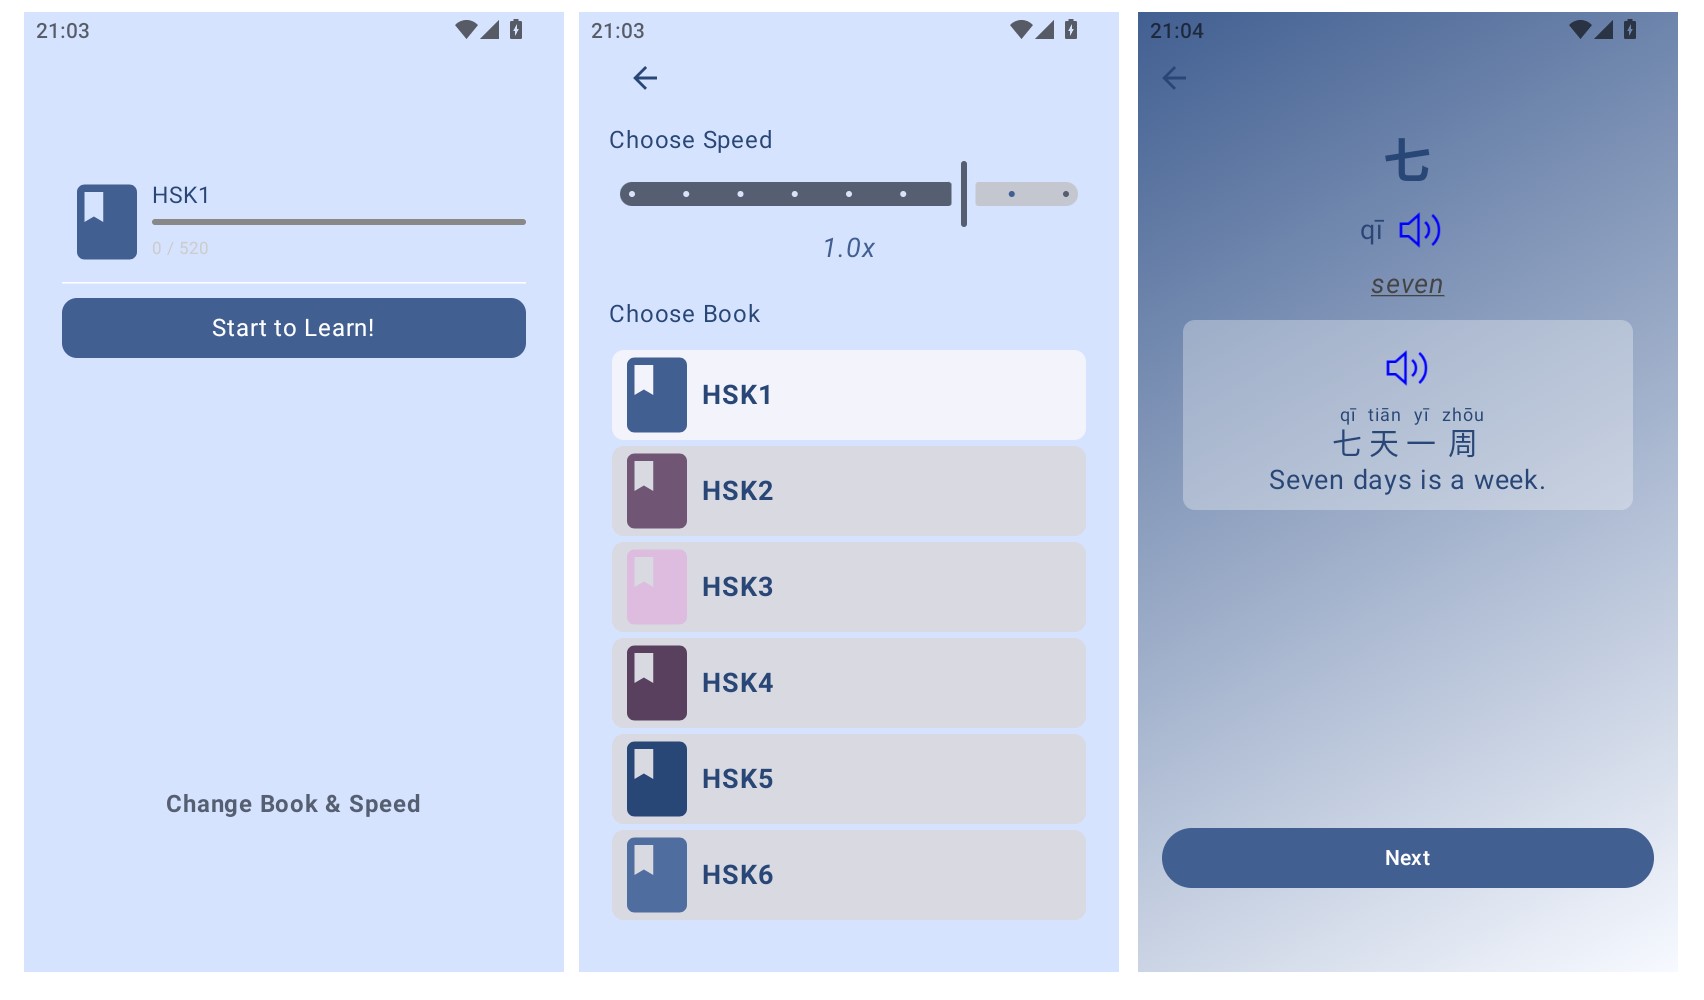 21:03
HSK1
0 / 520
Start to Learn!
Change Book & Speed
21:03
Choose Speed
1.0x
Choose Book
HSK1
HSK2
HSK3
HSK4
HSK5
HSK6
21:04
七
qī
seven
qī tiān yī zhōu
七天一周
Seven days is a week.
Next